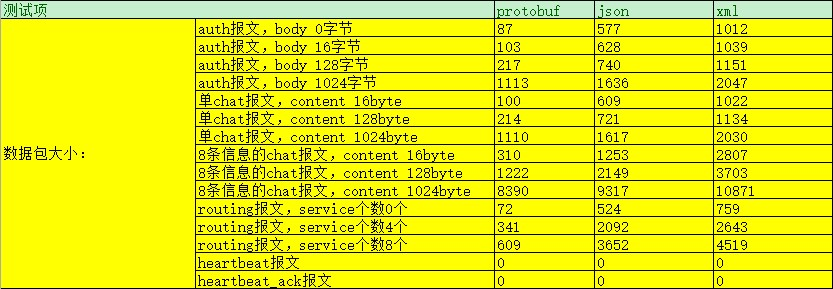 测试项 protobuf json xml
auth报文，body 0字节 87 577 1012
auth报文，body 16字节 103 628 1039
auth报文，body 128字节 217 740 1151
auth报文，body 1024字节 1113 1636 2047
单chat报文，content 16byte 100 609 1022
单chat报文，content 128byte 214 721 1134
单chat报文，content 1024byte 1110 1617 2030
数据包大小： 8条信息的chat报文，content 16byte 310 1253 2807
8条信息的chat报文，content 128byte 1222 2149 3703
8条信息的chat报文，content 1024byte 8390 9317 10871
routing报文，service个数0个 72 524 759
routing报文，service个数4个 341 2092 2643
routing报文，service个数8个 609 3652 4519
heartbeat报文 0 0 0
heartbeat_ack报文 0 0 0